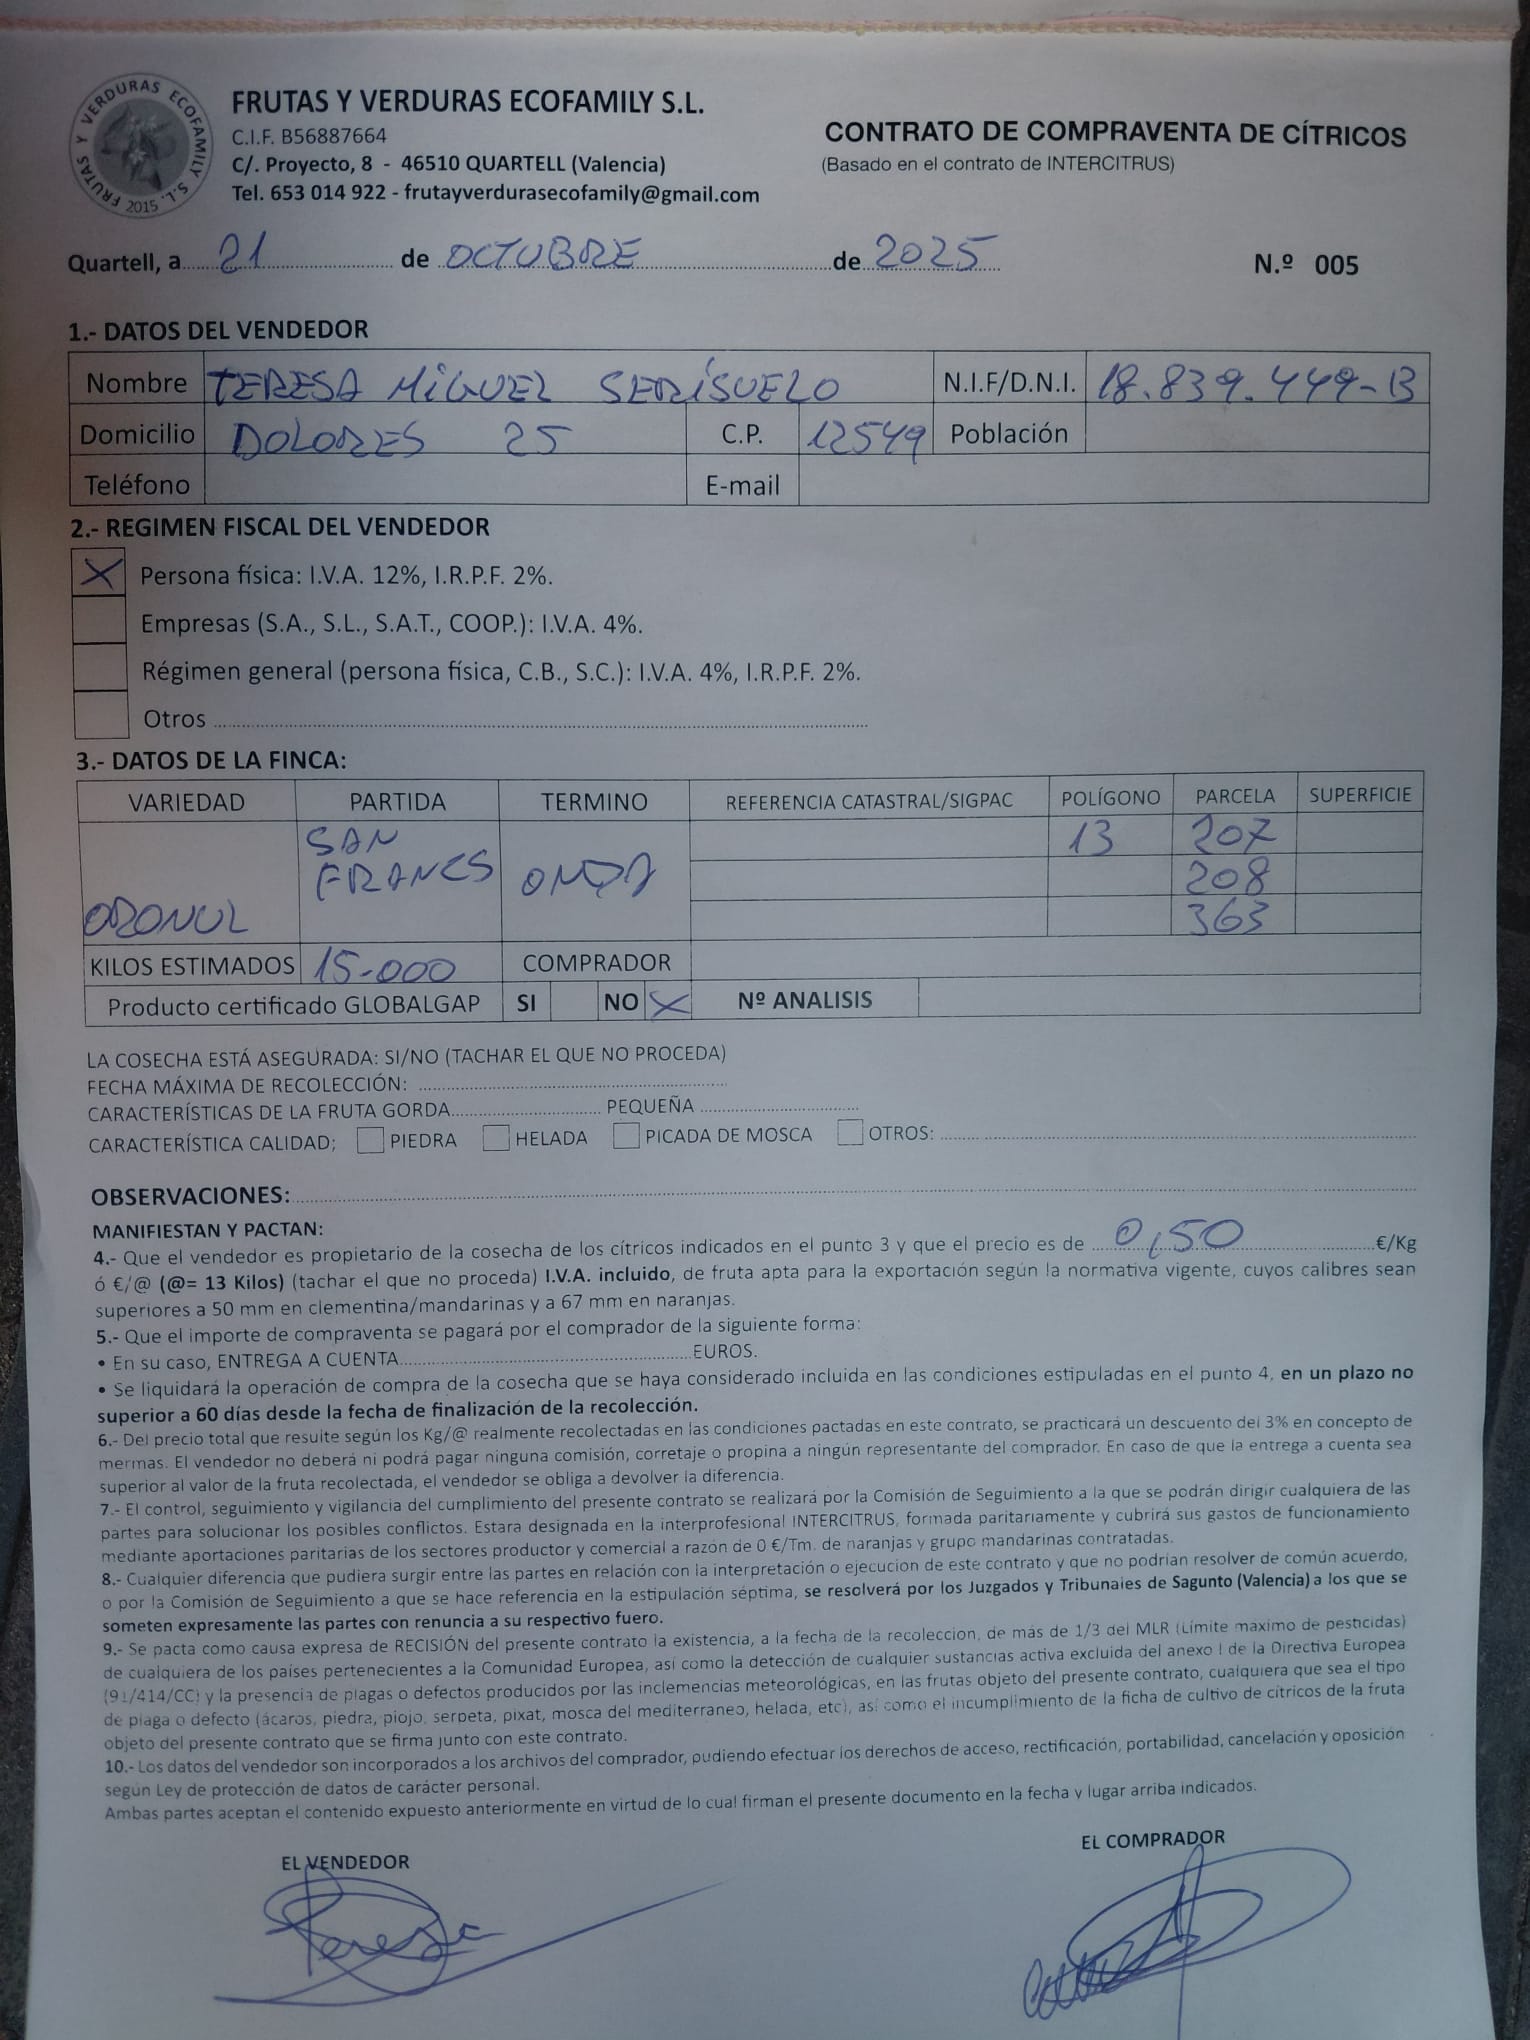 FRUTAS Y VERDURAS ECOFAMILY S.L. 2015
FRUTAS Y VERDURAS ECOFAMILY S.L.
C.I.F. B56887664
C/. Proyecto, 8 - 46510 QUARTELL (Valencia)
Tel. 653 014 922 - frutayverdurasecofamily@gmail.com
CONTRATO DE COMPRAVENTA DE CÍTRICOS
(Basado en el contrato de INTERCITRUS)
Quartell, a 21 de OCTUBRE de 2025
N.º 005
1.- DATOS DEL VENDEDOR
Nombre TERESA MIGUEL SERISUELO N.I.F/D.N.I. 18.839.449-B
Domicilio DOLORES 25 C.P. 12549 Población
Teléfono E-mail
2.- REGIMEN FISCAL DEL VENDEDOR
X Persona física: I.V.A. 12%, I.R.P.F. 2%.
Empresas (S.A., S.L., S.A.T., COOP.): I.V.A. 4%.
Régimen general (persona física, C.B., S.C.): I.V.A. 4%, I.R.P.F. 2%.
Otros
3.- DATOS DE LA FINCA:
VARIEDAD PARTIDA TERMINO REFERENCIA CATASTRAL/SIGPAC POLÍGONO PARCELA SUPERFICIE
SAN 13 207
FRANCS ONDA 208
ORONUL 363
KILOS ESTIMADOS 15.000 COMPRADOR
Producto certificado GLOBALGAP SI NO X Nº ANALISIS
LA COSECHA ESTÁ ASEGURADA: SI/NO (TACHAR EL QUE NO PROCEDA)
FECHA MÁXIMA DE RECOLECCIÓN:
CARACTERÍSTICAS DE LA FRUTA GORDA PEQUEÑA
CARACTERÍSTICA CALIDAD; PIEDRA HELADA PICADA DE MOSCA OTROS:
OBSERVACIONES:
MANIFIESTAN Y PACTAN:
4.- Que el vendedor es propietario de la cosecha de los cítricos indicados en el punto 3 y que el precio es de 0,50 €/Kg
ó €/@ (@= 13 Kilos) (tachar el que no proceda) I.V.A. incluido, de fruta apta para la exportación según la normativa vigente, cuyos calibres sean
superiores a 50 mm en clementina/mandarinas y a 67 mm en naranjas.
5.- Que el importe de compraventa se pagará por el comprador de la siguiente forma:
• En su caso, ENTREGA A CUENTA EUROS.
• Se liquidará la operación de compra de la cosecha que se haya considerado incluida en las condiciones estipuladas en el punto 4, en un plazo no
superior a 60 días desde la fecha de finalización de la recolección.
6.- Del precio total que resulte según los Kg/@ realmente recolectadas en las condiciones pactadas en este contrato, se practicará un descuento del 3% en concepto de
mermas. El vendedor no deberá ni podrá pagar ninguna comisión, corretaje o propina a ningún representante del comprador. En caso de que la entrega a cuenta sea
superior al valor de la fruta recolectada, el vendedor se obliga a devolver la diferencia.
7.- El control, seguimiento y vigilancia del cumplimiento del presente contrato se realizará por la Comisión de Seguimiento a la que se podrán dirigir cualquiera de las
partes para solucionar los posibles conflictos. Estara designada en la interprofesional INTERCITRUS, formada paritariamente y cubrirá sus gastos de funcionamiento
mediante aportaciones paritarias de los sectores productor y comercial a razón de 0 €/Tm. de naranjas y grupo mandarinas contratadas.
8.- Cualquier diferencia que pudiera surgir entre las partes en relación con la interpretación o ejecucion de este contrato y que no podrían resolver de común acuerdo,
o por la Comisión de Seguimiento a que se hace referencia en la estipulación séptima, se resolverá por los Juzgados y Tribunales de Sagunto (Valencia) a los que se
someten expresamente las partes con renuncia a su respectivo fuero.
9.- Se pacta como causa expresa de RECISIÓN del presente contrato la existencia, a la fecha de la recoleccion, de más de 1/3 del MLR (Límite máximo de pesticidas)
de cualquiera de los países pertenecientes a la Comunidad Europea, así como la detección de cualquier sustancias activa excluida del anexo I de la Directiva Europea
(91/414/CC) y la presencia de plagas o defectos producidos por las inclemencias meteorológicas, en las frutas objeto del presente contrato, cualquiera que sea el tipo
de plaga o defecto (ácaros, piedra, piojo, serpeta, pixat, mosca del mediterraneo, helada, etc), así como el incumplimiento de la ficha de cultivo de cítricos de la fruta
objeto del presente contrato que se firma junto con este contrato.
10.- Los datos del vendedor son incorporados a los archivos del comprador, pudiendo efectuar los derechos de acceso, rectificación, portabilidad, cancelación y oposición
según Ley de protección de datos de carácter personal.
Ambas partes aceptan el contenido expuesto anteriormente en virtud de lo cual firman el presente documento en la fecha y lugar arriba indicados.
EL VENDEDOR EL COMPRADOR
Teresa